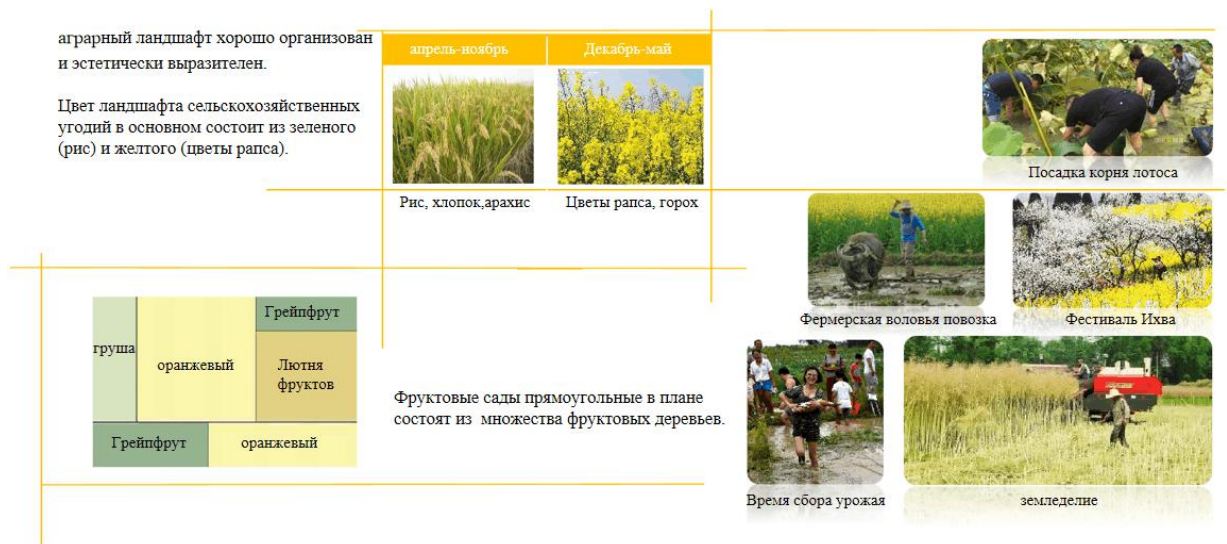 аграрный ландшафт хорошо организован
и эстетически выразителен.
Цвет ландшафта сельскохозяйственных
угодий в основном состоит из зеленого
(рис) и желтого (цветы рапса).
апрель-ноябрь
Декабрь-май
Рис, хлопок,арахис
Цветы рапса, горох
Посадка корня лотоса
Фермерская воловья повозка
Фестиваль Ихва
груша
оранжевый
Грейпфрут
Лютня
фруктов
Грейпфрут
оранжевый
Фруктовые сады прямоугольные в плане
состоят из множества фруктовых деревьев.
Время сбора урожая
земледелие